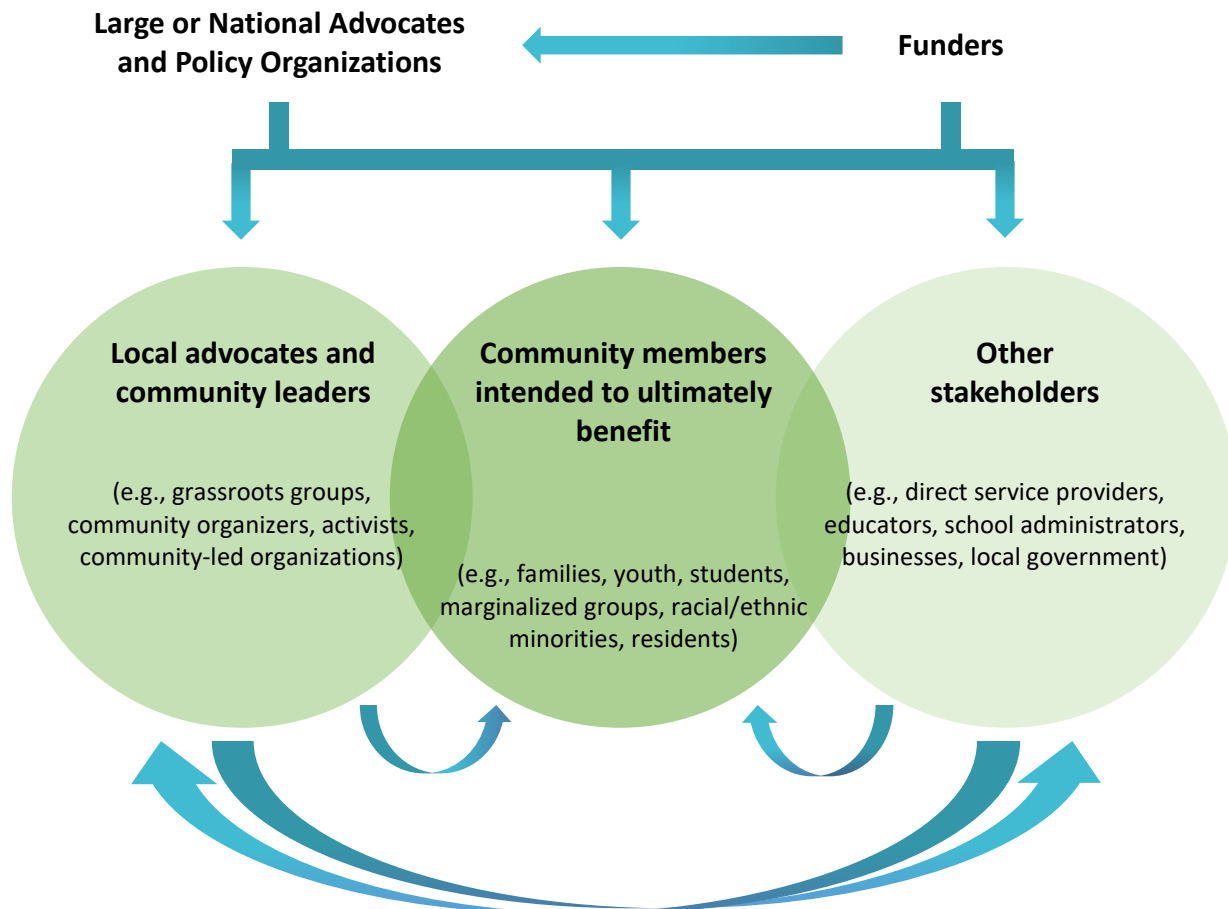 Large or National Advocates
and Policy Organizations
Funders
Local advocates and
community leaders
(e.g., grassroots groups,
community organizers, activists,
community-led organizations)
Community members
intended to ultimately
benefit
(e.g., families, youth, students,
marginalized groups, racial/ethnic
minorities, residents)
Other
stakeholders
(e.g., direct service providers,
educators, school administrators,
businesses, local government)